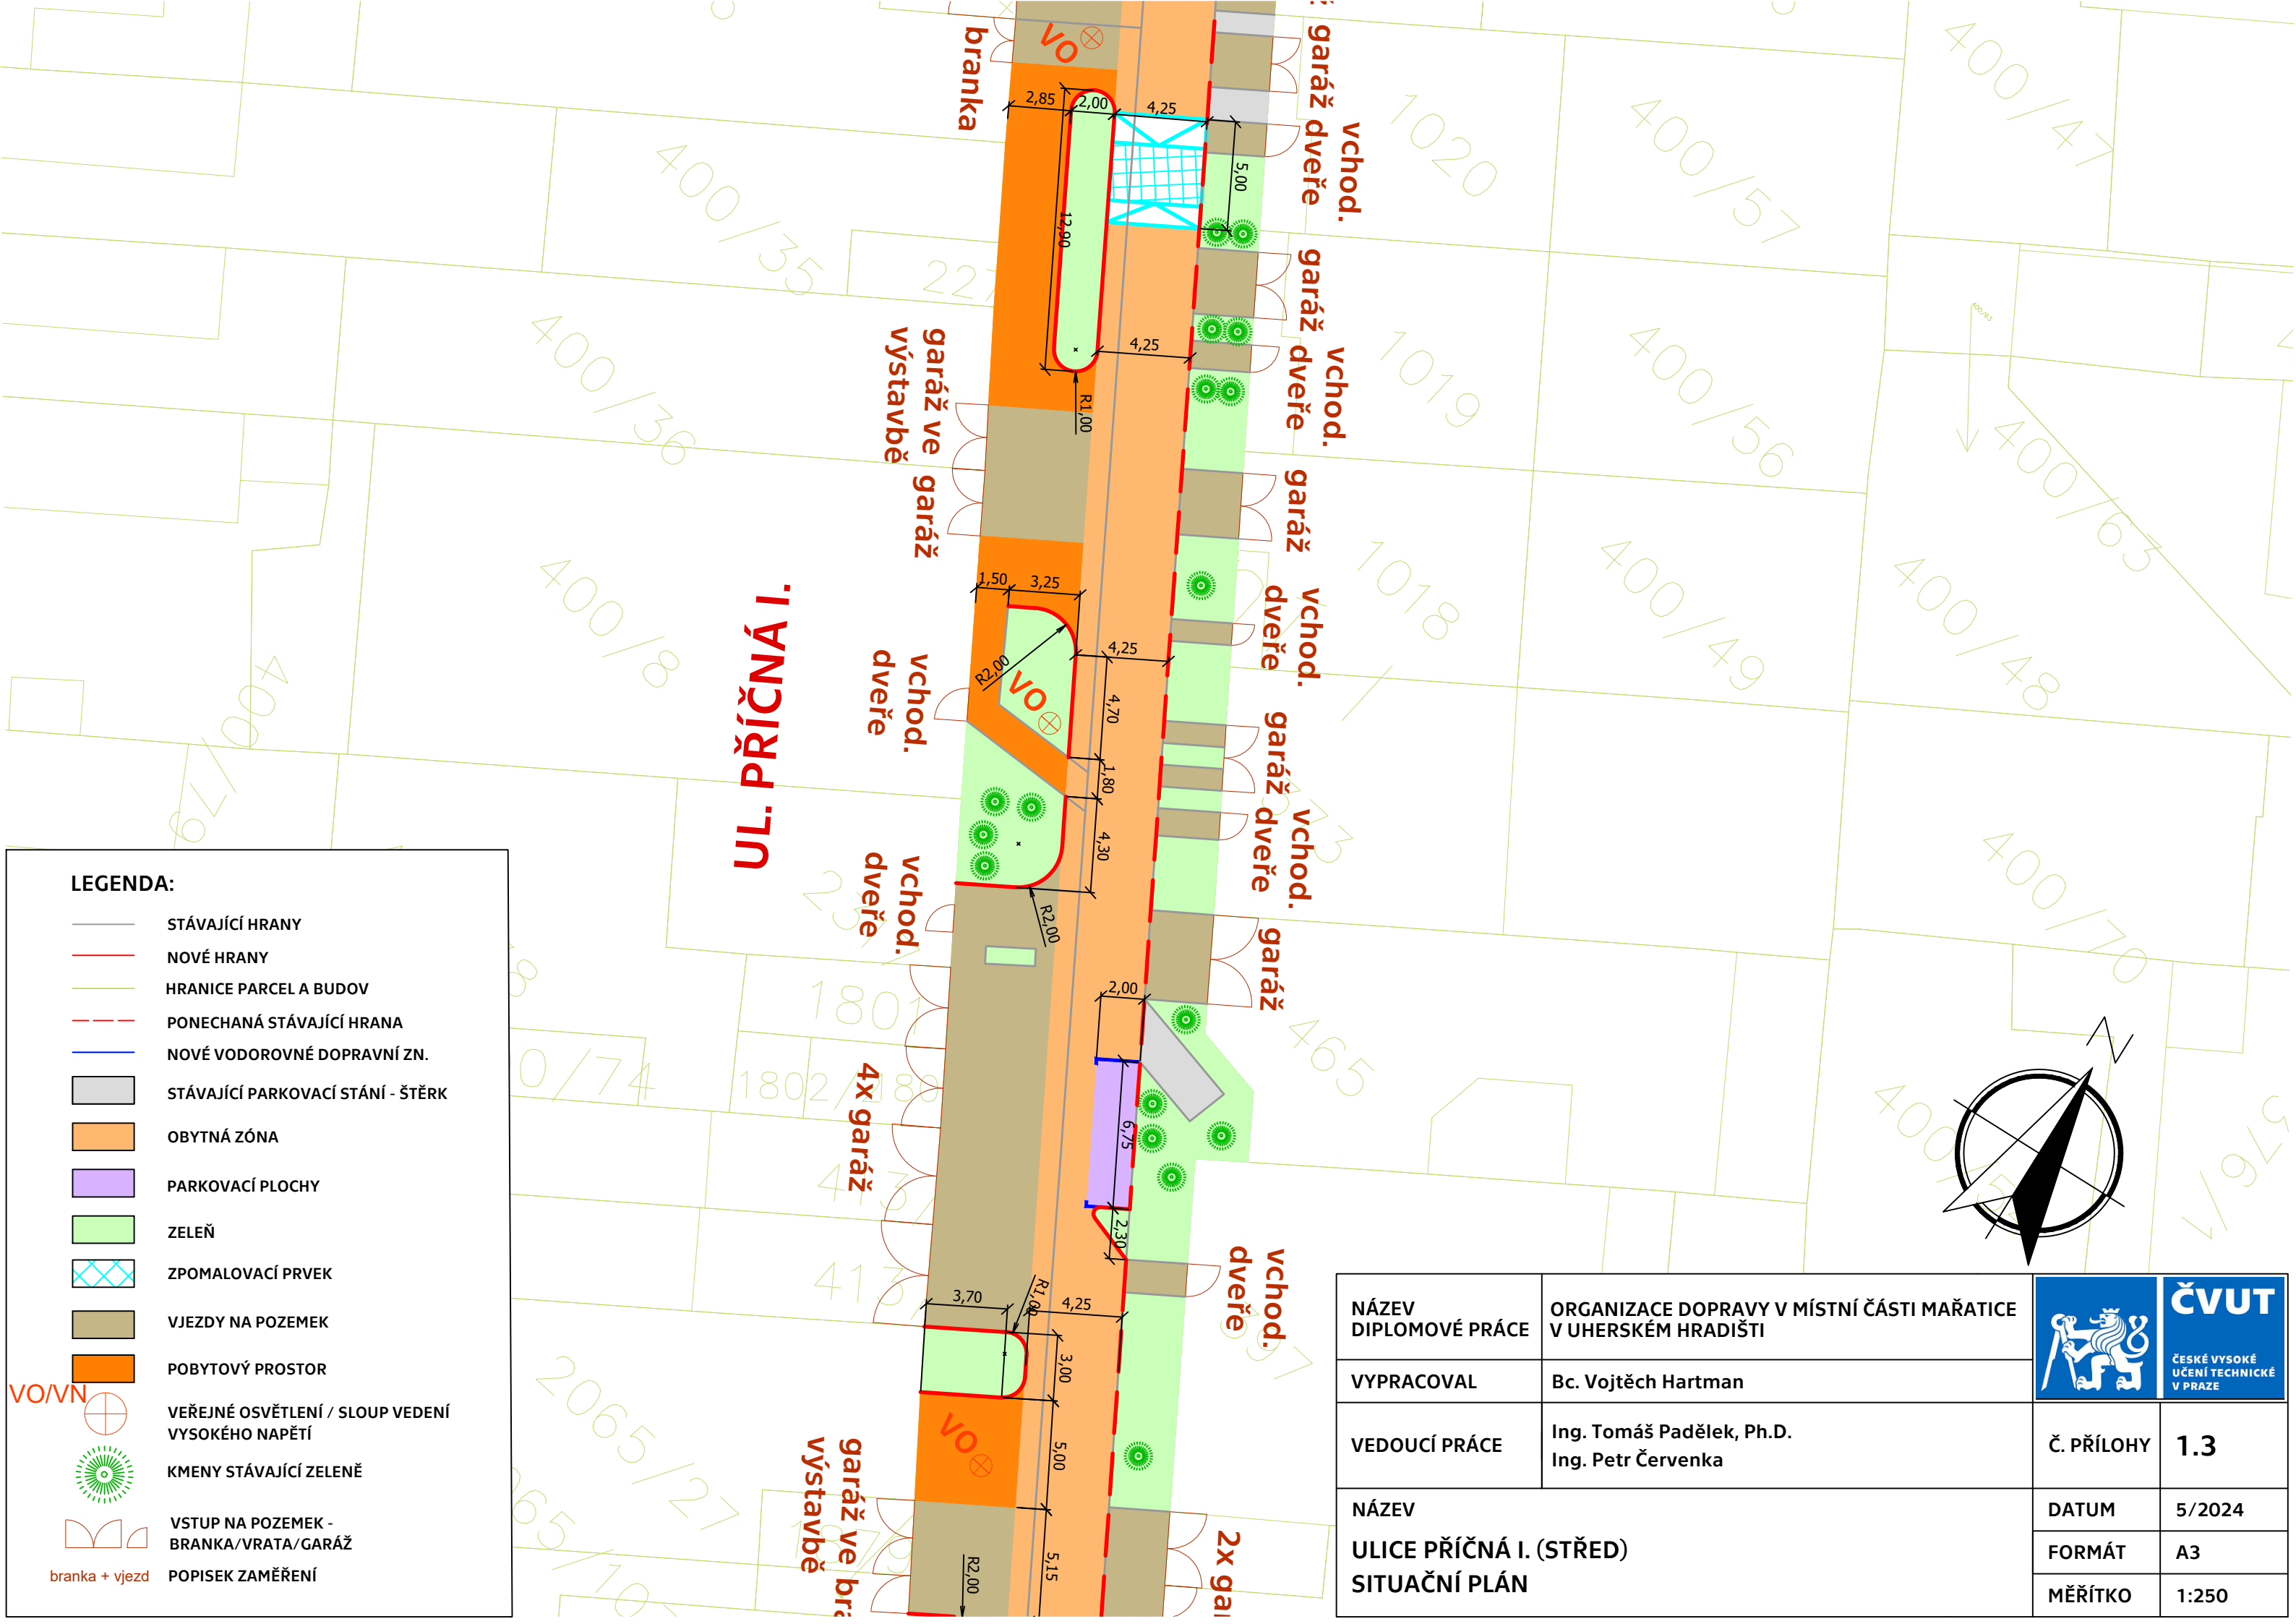 branka
VO
ř garáž
vchod.
dveře
2,85
2,00
4,25
5,00
12,90
1020
400/57
400/47
400/35
227
garáž
vchod.
dveře
4,25
R1,00
1019
400/56
400/63
400/83
400/36
garáž ve
výstavbě
garáž
garáž
1,50
3,25
R2,00
VO
4,25
4,70
1,80
4,30
R2,00
vchod.
dveře
1018
400/49
400/48
400/8
UL. PŘÍČNÁ I.
vchod.
dveře
garáž
vchod.
dveře
400/79
400/70
vchod.
dveře
garáž
2,00
6,75
2,30
465
1801
1802/
4x garáž
413/
413/
3,70
R1,00
4,25
3,00
5,00
5,15
R2,00
VO
vchod.
dveře
2065/27
garáž ve
výstavbě
bra
2x gar
N
LEGENDA:
STÁVAJÍCÍ HRANY
NOVÉ HRANY
HRANICE PARCEL A BUDOV
PONECHANÁ STÁVAJÍCÍ HRANA
NOVÉ VODOROVNÉ DOPRAVNÍ ZN.
STÁVAJÍCÍ PARKOVACÍ STÁNÍ - ŠTĚRK
OBYTNÁ ZÓNA
PARKOVACÍ PLOCHY
ZELEŇ
ZPOMALOVACÍ PRVEK
VJEZDY NA POZEMEK
POBYTOVÝ PROSTOR
VO/VN
VEŘEJNÉ OSVĚTLENÍ / SLOUP VEDENÍ
VYSOKÉHO NAPĚTÍ
KMENY STÁVAJÍCÍ ZELENĚ
VSTUP NA POZEMEK -
BRANKA/VRATA/GARÁŽ
branka + vjezd POPISEK ZAMĚŘENÍ
NÁZEV
DIPLOMOVÉ PRÁCE
ORGANIZACE DOPRAVY V MÍSTNÍ ČÁSTI MAŘATICE
V UHERSKÉM HRADIŠTI
VYPRACOVAL
Bc. Vojtěch Hartman
VEDOUCÍ PRÁCE
Ing. Tomáš Padělek, Ph.D.
Ing. Petr Červenka
NÁZEV
ULICE PŘÍČNÁ I. (STŘED)
SITUAČNÍ PLÁN
ČVUT
ČESKÉ VYSOKÉ
UČENÍ TECHNICKÉ
V PRAZE
Č. PŘÍLOHY 1.3
DATUM 5/2024
FORMÁT A3
MĚŘÍTKO 1:250